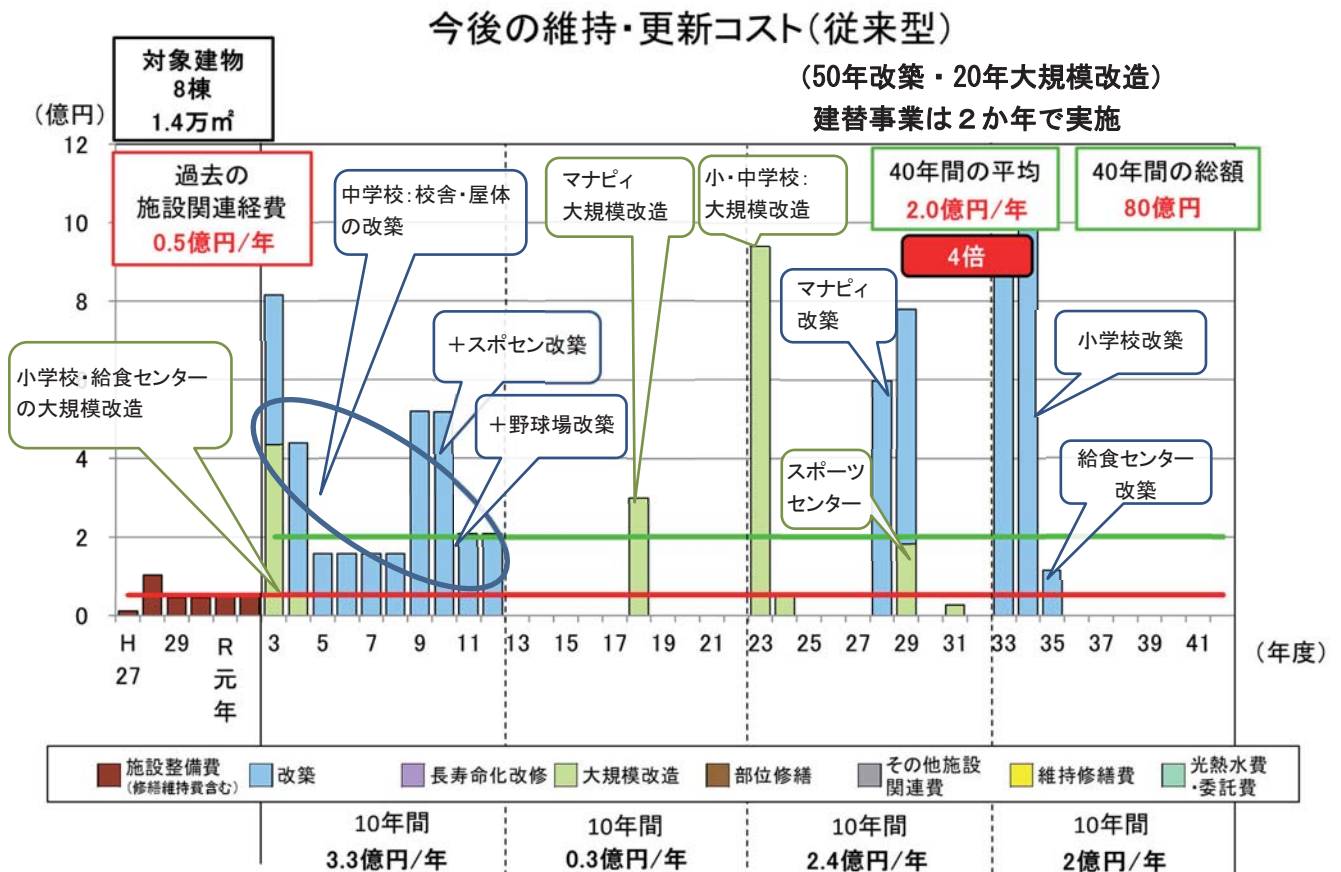 今後の維持・更新コスト(従来型)
対象建物
8棟
1.4万㎡
(50年改築・20年大規模改造)
建替事業は2か年で実施
(億円)
12
10
8
4
2
0
過去の
施設関連経費
0.5億円/年
中学校:校舎・屋体
の改築
マナピィ
大規模改造
小・中学校:
大規模改造
40年間の平均
2.0億円/年
40年間の総額
80億円
4倍
マナピィ
改築
小学校改築
+スポセン改築
小学校・給食センター
の大規模改造
+野球場改築
スポーツ
センター
給食センター
改築
H
27
29
R
元
年
3
5
7
9
11
13
15
17
19
21
23
25
27
29
31
33
35
37
39
41
(年度)
施設整備費
(修繕維持費含む)
改築
長寿命化改修
大規模改造
部位修繕
その他施設
関連費
維持修繕費
光熱水費
・委託費
10年間
3.3億円/年
10年間
0.3億円/年
10年間
2.4億円/年
10年間
2億円/年